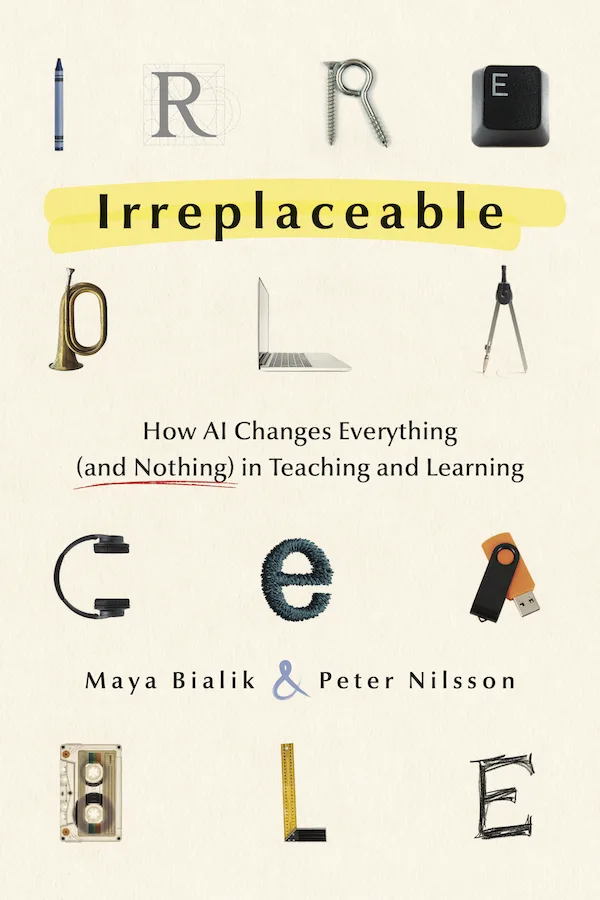 I R R E
Irreplaceable
P L A
How AI Changes Everything
(and Nothing) in Teaching and Learning
C e A
Maya Bialik & Peter Nilsson
B L E